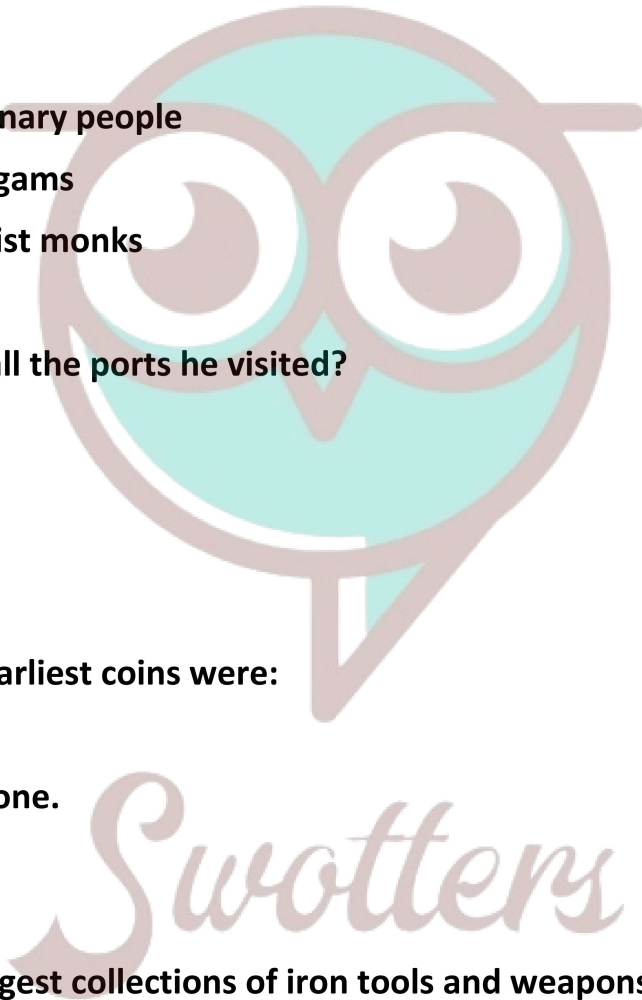 nary people
gams
ist monks
all the ports he visited?
arliest coins were:
one.
Swotters
gest collections of iron tools and weapons